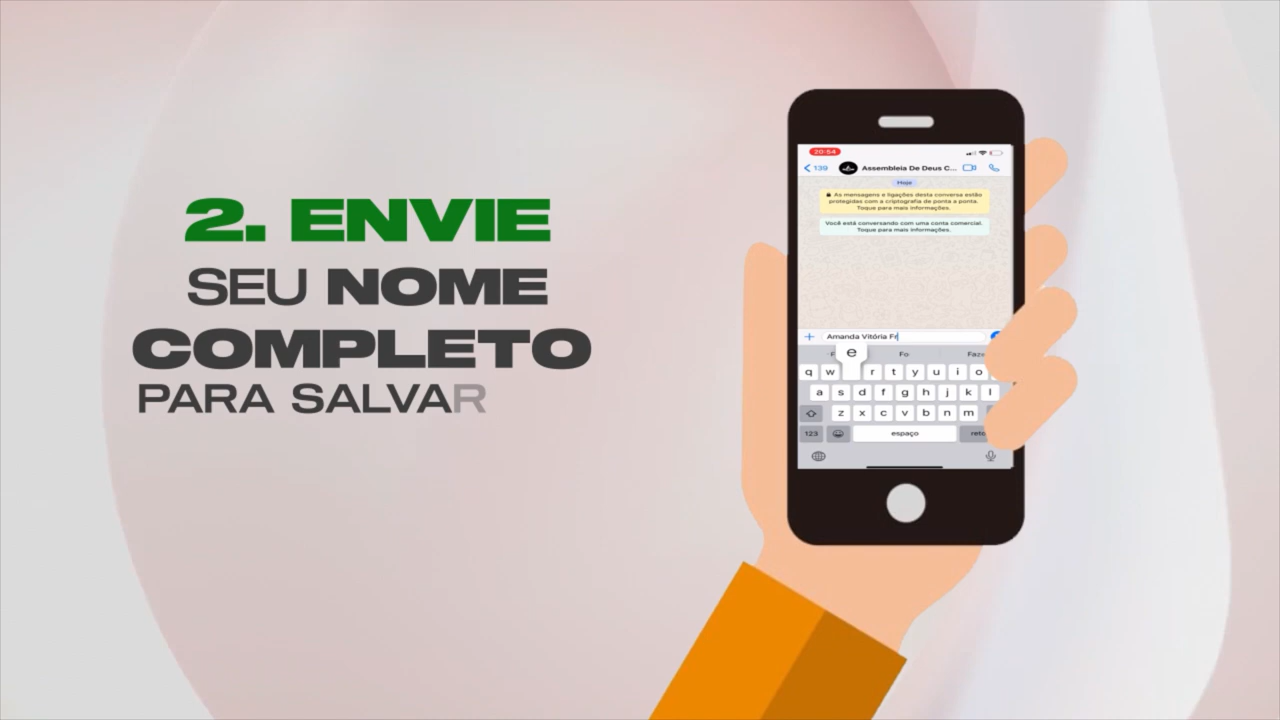 2. ENVIE
SEU NOME
COMPLETO
PARA SALVAR
20:54
139
Assembleia De Deus C...
Hoje
As mensagens e ligações desta conversa estão
protegidas com a criptografia de ponta a ponta.
Toque para mais informações.
Você está conversando com uma conta comercial.
Toque para mais informações.
Amanda Vitória Fr
F
e
Fo
Faz
q w r t y u i o
a s d f g h j k l
z x c v b n m
123
espaço
reto